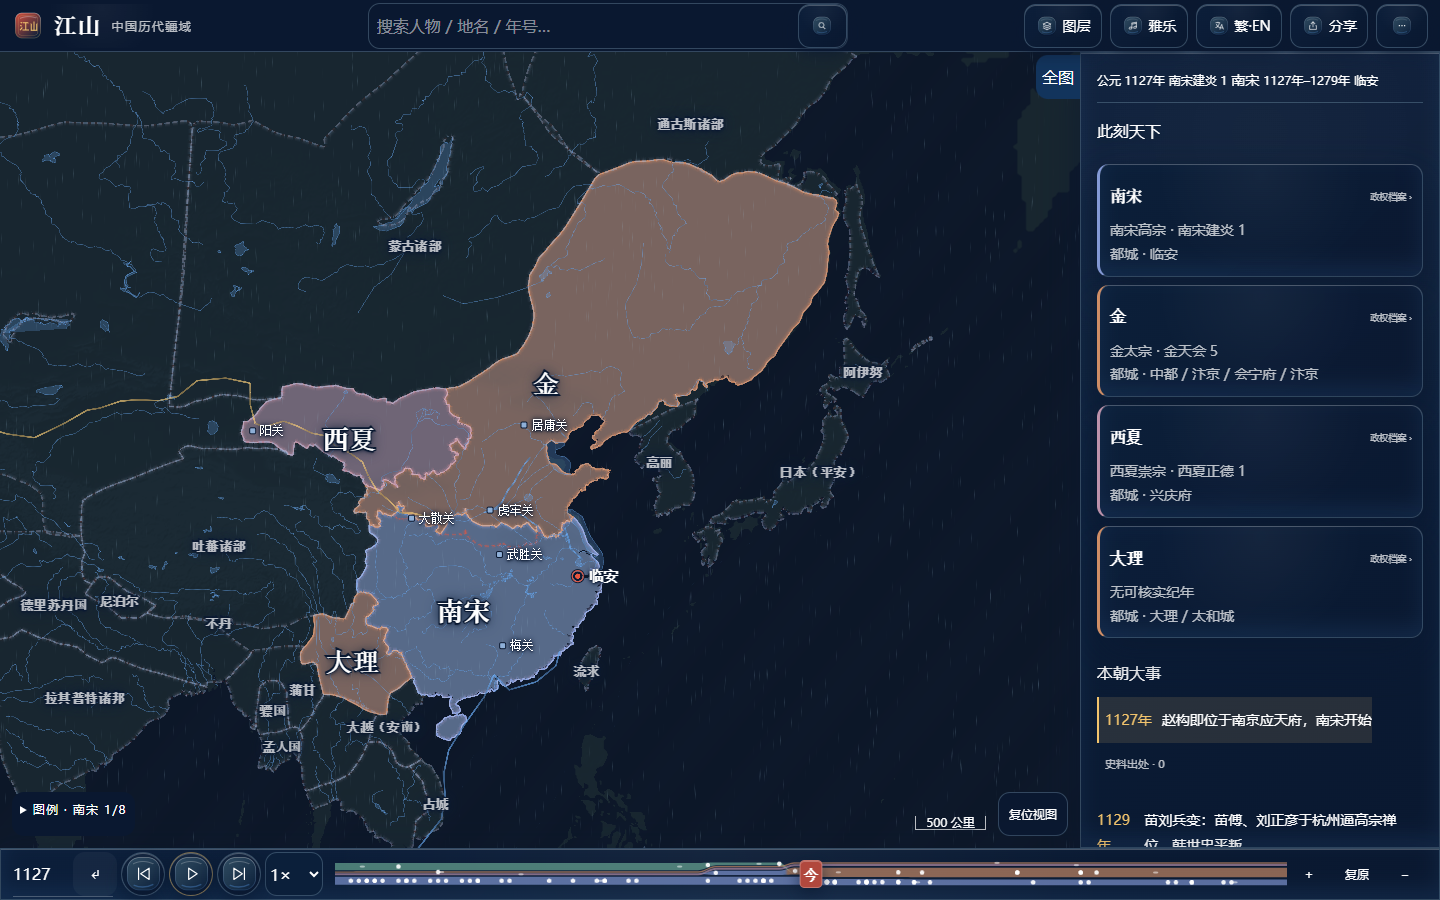 江山
江山
中国历代疆域
搜索人物 / 地名 / 年号...
图层
雅乐
繁·EN
分享
全图
通古斯诸部
蒙古诸部
阿伊努
金
居庸关
阳关
西夏
高丽
日本（平安）
大散关
虎牢关
吐蕃诸部
武胜关
临安
德里苏丹国
尼泊尔
不丹
南宋
梅关
大理
流求
拉其普特诸邦
蒲甘
掸国
大越（安南）
孟人国
占城
图例 · 南宋 1/8
500 公里
复位视图
公元 1127年 南宋建炎 1 南宋 1127年–1279年 临安
此刻天下
南宋
政权档案 ›
南宋高宗 · 南宋建炎 1
都城 · 临安
金
政权档案 ›
金太宗 · 金天会 5
都城 · 中都 / 汴京 / 会宁府 / 汴京
西夏
政权档案 ›
西夏崇宗 · 西夏正德 1
都城 · 兴庆府
大理
政权档案 ›
无可核实纪年
都城 · 大理 / 太和城
本朝大事
1127年 赵构即位于南京应天府，南宋开始
史料出处 · 0
1129年 苗刘兵变：苗傅、刘正彦于杭州逼高宗禅
位，韩世忠平叛
1127
1×
今
+
复原
−